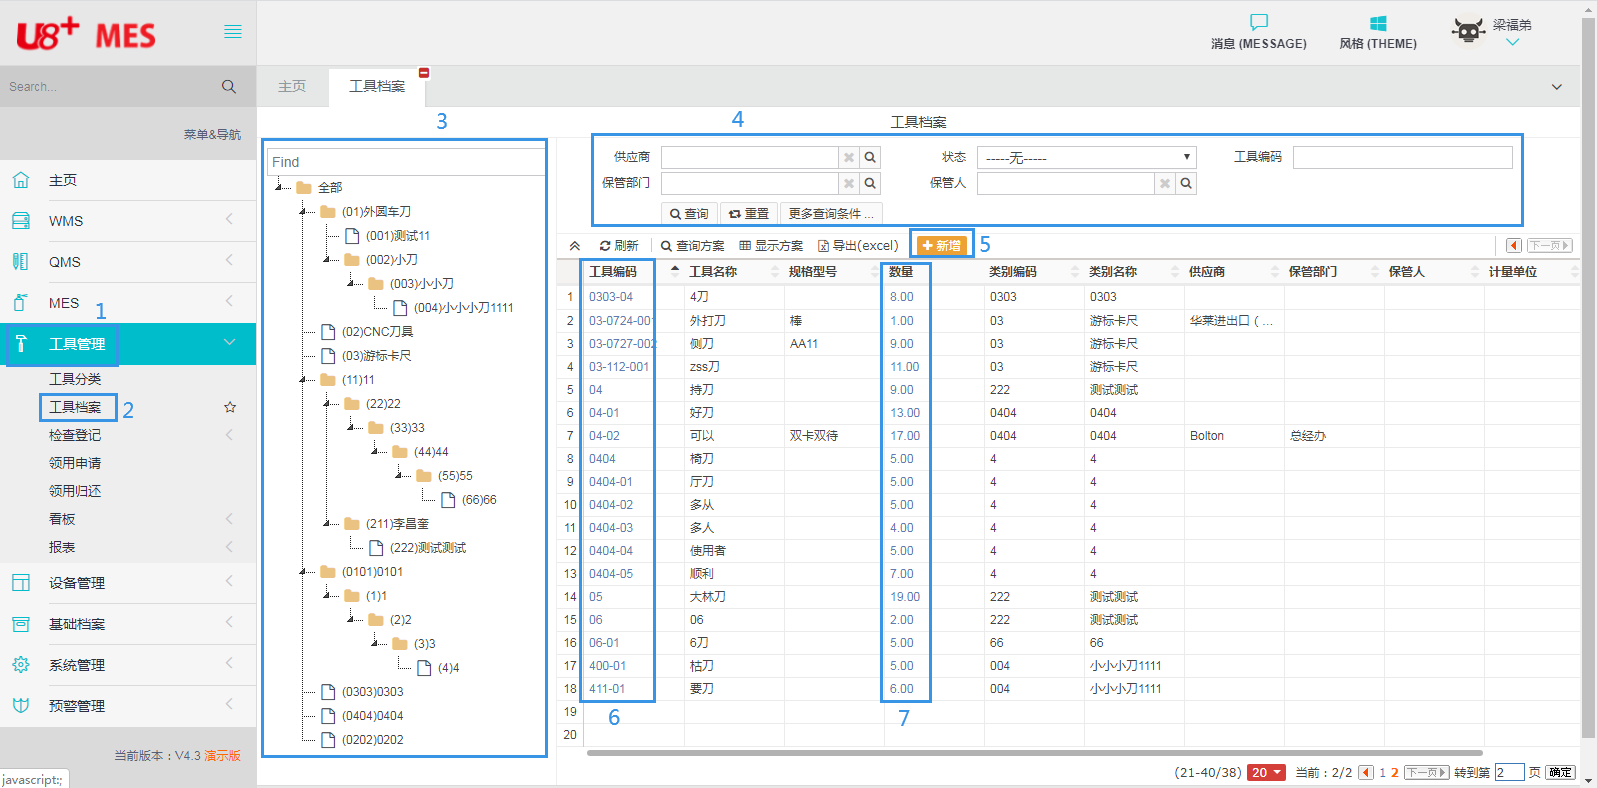 U8+ MES
消息 (MESSAGE)
风格 (THEME)
梁福弟
Search...
主页
工具档案
菜单&导航
主页
WMS
QMS
MES
1
工具管理
工具分类
工具档案
2
检查登记
领用申请
领用归还
看板
报表
设备管理
基础档案
系统管理
预警管理
当前版本：V4.3 演示版
javascript:;
3
Find
全部
(01)外圆车刀
(001)测试11
(002)小刀
(003)小小刀
(004)小小小刀1111
(02)CNC刀具
(03)游标卡尺
(11)11
(22)22
(33)33
(44)44
(55)55
(66)66
(211)李昌奎
(222)测试测试
(0101)0101
(1)1
(2)2
(3)3
(4)4
(0303)0303
(0404)0404
(0202)0202
工具档案
4
供应商 状态 -----无----- 工具编码
保管部门 保管人
查询 重置 更多查询条件 ...
刷新 查询方案 显示方案 导出(excel) 新增 5 下一页
工具编码 工具名称 规格型号 数量 类别编码 类别名称 供应商 保管部门 保管人 计量单位
1 0303-04 4刀 8.00 0303 0303
2 03-0724-001 外打刀 棒 1.00 03 游标卡尺 华莱进出口（ ...
3 03-0727-002 侧刀 AA11 9.00 03 游标卡尺
4 03-112-001 zss刀 11.00 03 游标卡尺
5 04 持刀 9.00 222 测试测试
6 04-01 好刀 13.00 0404 0404
7 04-02 可以 双卡双待 17.00 0404 0404 Bolton 总经办
8 0404 椅刀 5.00 4 4
9 0404-01 厅刀 5.00 4 4
10 0404-02 多从 5.00 4 4
11 0404-03 多人 4.00 4 4
12 0404-04 使用者 5.00 4 4
13 0404-05 顺利 7.00 4 4
14 05 大林刀 19.00 222 测试测试
15 06 06 2.00 222 测试测试
16 06-01 6刀 5.00 66 66
17 400-01 枯刀 5.00 004 小小小刀1111
18 411-01 要刀 6.00 004 小小小刀1111
19
20
6
7
(21-40/38) 20 当前：2/2 1 2 下一页 转到第 2 页 确定